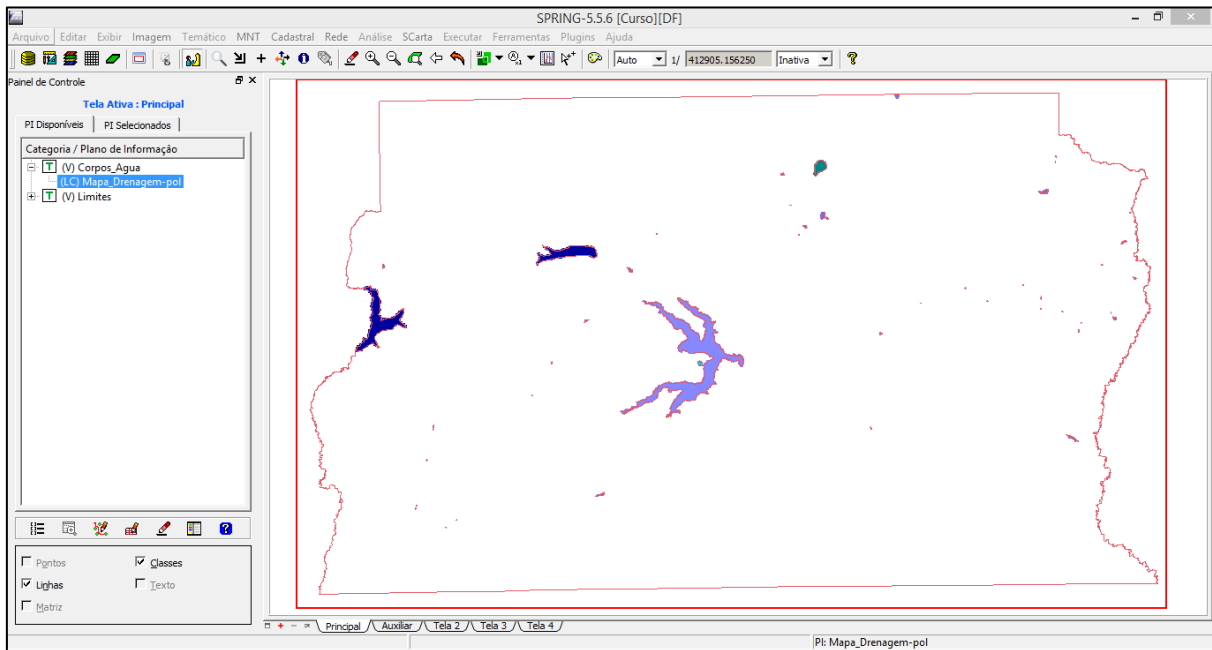 SPRING-5.5.6 [Curso][DF]
Arquivo Editar Exibir Imagem Temático MNT Cadastral Rede Análise SCarta Executar Ferramentas Plugins Ajuda
Auto 1/ 412905.156250 Inativa
Painel de Controle
Tela Ativa : Principal
PI Disponíveis PI Selecionados
Categoria / Plano de Informação
T (V) Corpos_Agua
(LC) Mapa_Drenagem-pol
T (V) Limites
Pontos Classes
Linhas Texto
Matriz
Principal Auxiliar Tela 2 Tela 3 Tela 4
PI: Mapa_Drenagem-pol